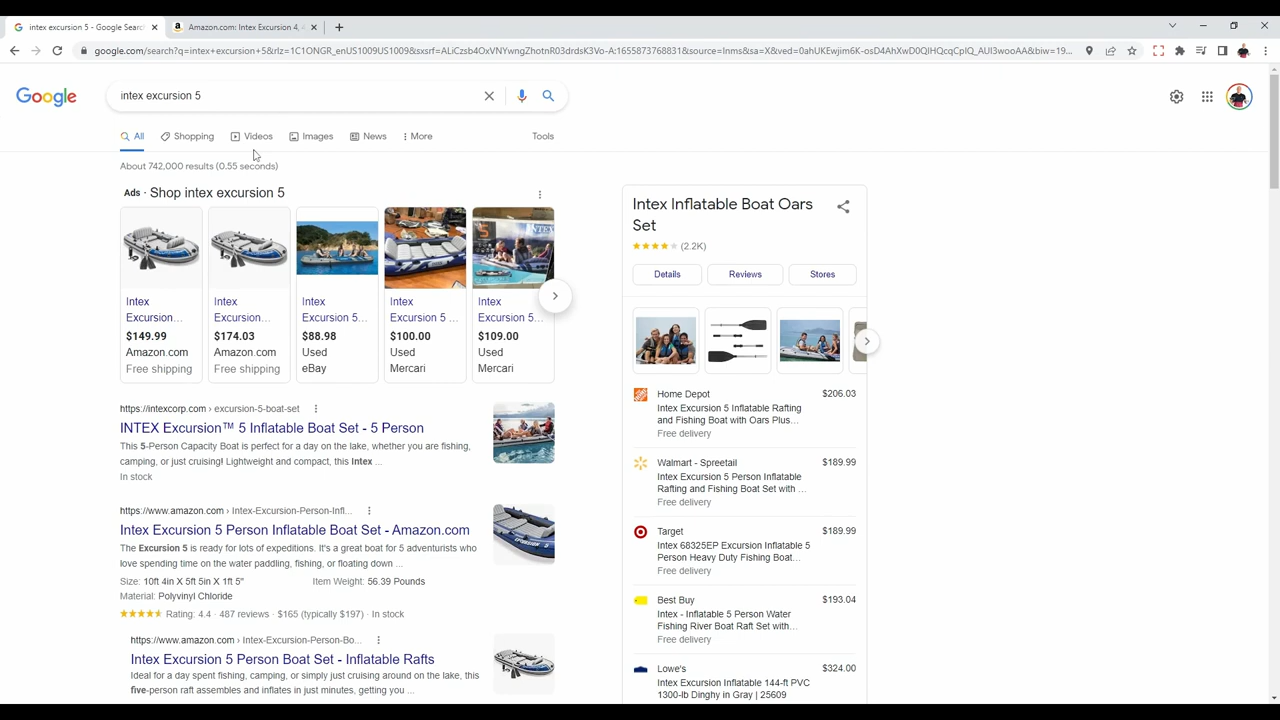 intex excursion 5 - Google Searc
Amazon.com: Intex Excursion 4,
google.com/search?q=intex+excursion+5&rlz=1C1ONGR_enUS1009US1009&sxsrf=ALiCzsb4OxVNYwngZhotnR03drdsK3Vo-A:1655873768831&source=lnms&sa=X&ved=0ahUKEwjim6K-osD4AhXwD0QIHQcqCpIQ_AUI3wooAA&biw=19...
Google
intex excursion 5
All
Shopping
Videos
Images
News
More
Tools
About 742,000 results (0.55 seconds)
Ads · Shop intex excursion 5
Intex
Excursion...
$149.99
Amazon.com
Free shipping
Intex
Excursion...
$174.03
Amazon.com
Free shipping
Intex
Excursion 5...
$88.98
Used
eBay
Intex
Excursion 5 ...
$100.00
Used
Mercari
Intex
Excursion 5...
$109.00
Used
Mercari
https://intexcorp.com › excursion-5-boat-set
INTEX Excursion™ 5 Inflatable Boat Set - 5 Person
This 5-Person Capacity Boat is perfect for a day on the lake, whether you are fishing,
camping, or just cruising! Lightweight and compact, this Intex ...
In stock
https://www.amazon.com › Intex-Excursion-Person-Infl...
Intex Excursion 5 Person Inflatable Boat Set - Amazon.com
The Excursion 5 is ready for lots of expeditions. It's a great boat for 5 adventurists who
love spending time on the water paddling, fishing, or floating down ...
Size: 10ft 4in X 5ft 5in X 1ft 5"
Item Weight: 56.39 Pounds
Material: Polyvinyl Chloride
Rating: 4.4 · 487 reviews · $165 (typically $197) · In stock
https://www.amazon.com › Intex-Excursion-Person-Bo...
Intex Excursion 5 Person Boat Set - Inflatable Rafts
Ideal for a day spent fishing, camping, or simply just cruising around on the lake, this
five-person raft assembles and inflates in just minutes, getting you ...
Intex Inflatable Boat Oars
Set
(2.2K)
Details
Reviews
Stores
Home Depot
$206.03
Intex Excursion 5 Inflatable Rafting
and Fishing Boat with Oars Plus...
Free delivery
Walmart - Spreetail
$189.99
Intex Excursion 5 Person Inflatable
Rafting and Fishing Boat Set with ...
Free delivery
Target
$189.99
Intex 68325EP Excursion Inflatable 5
Person Heavy Duty Fishing Boat...
Free delivery
Best Buy
$193.04
Intex - Inflatable 5 Person Water
Fishing River Boat Raft Set with...
Free delivery
Lowe's
$324.00
Intex Excursion Inflatable 144-ft PVC
1300-lb Dinghy in Gray | 25609